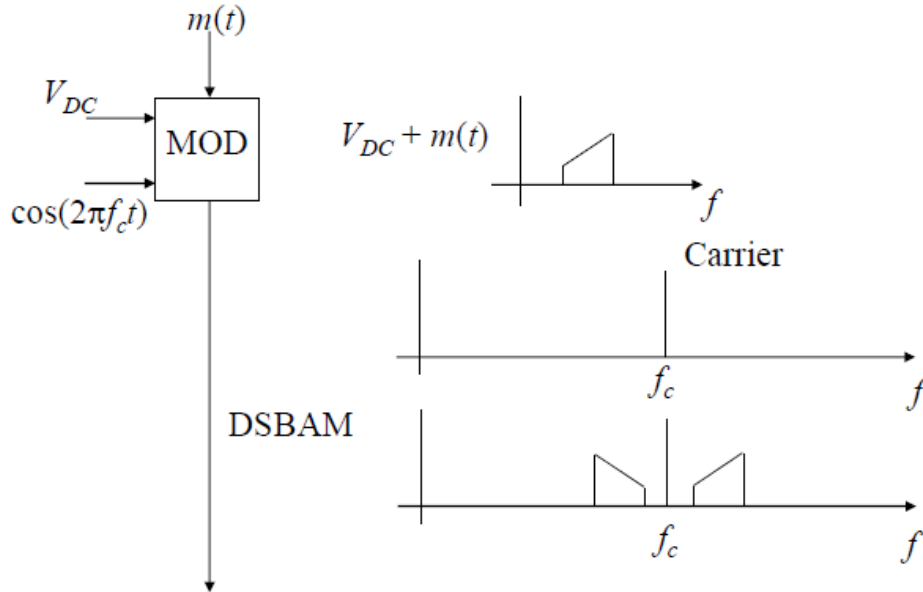 m(t)
V_DC
MOD
cos(2πf_ct)
V_DC + m(t)
f
Carrier
f_c
f
DSBAM
f_c
f